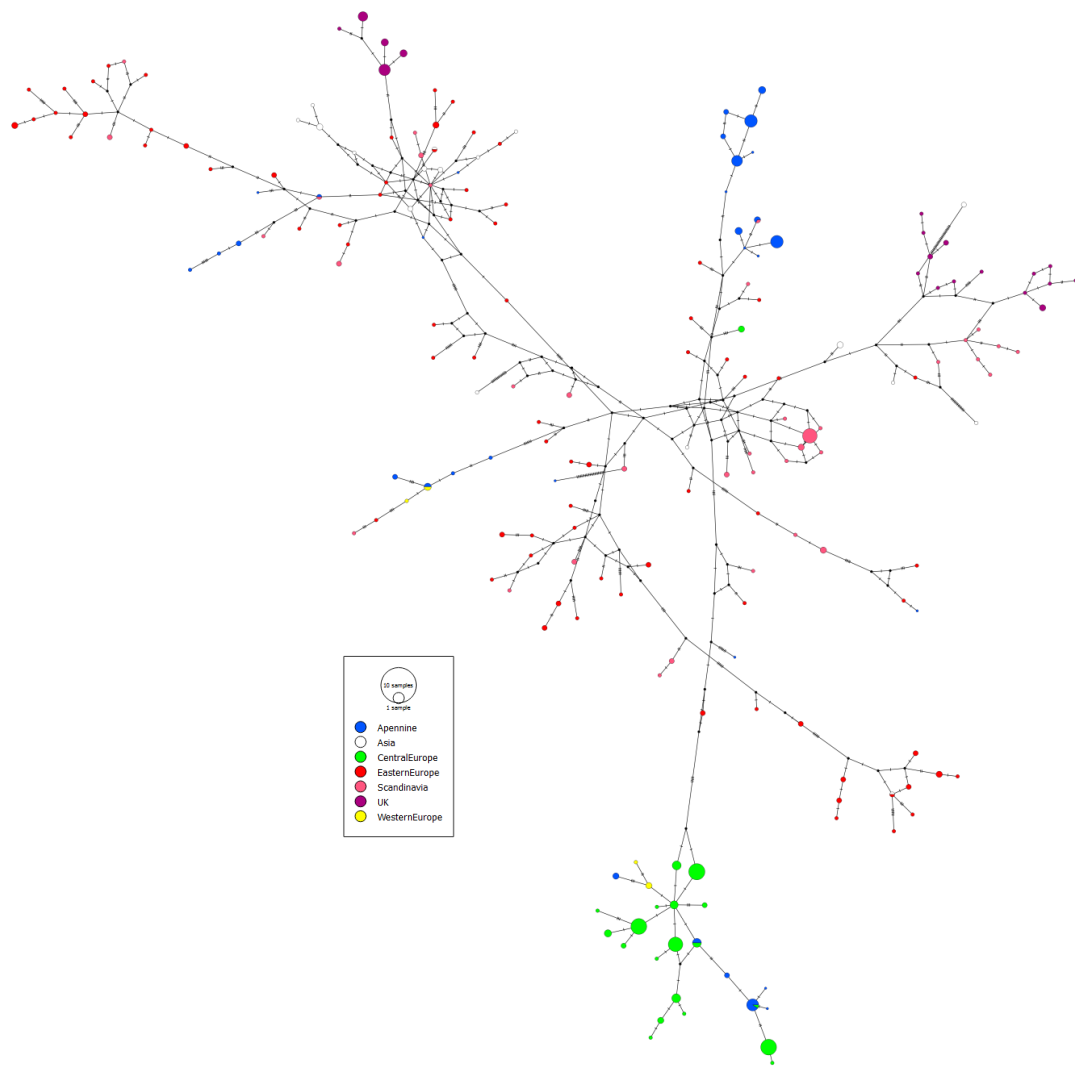 10 samples
1 sample
Apennine
Asia
CentralEurope
EasternEurope
Scandinavia
UK
WesternEurope